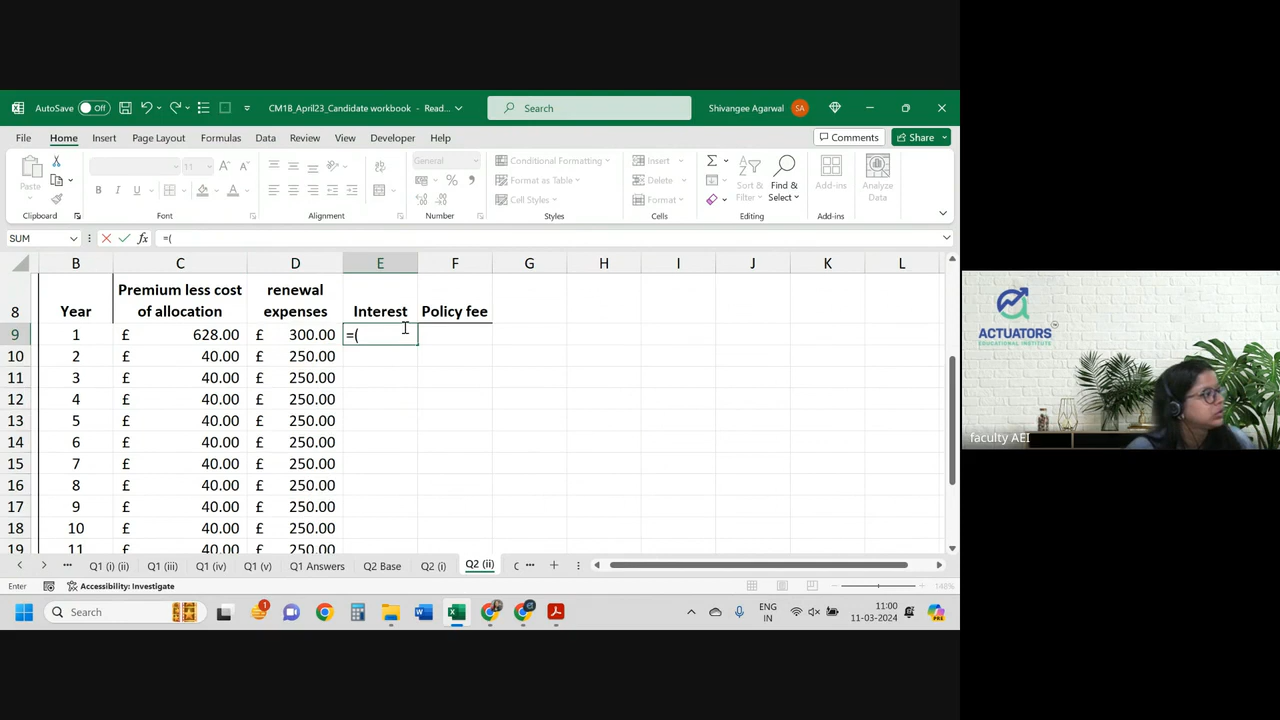 AutoSave Off CM1B_April23_Candidate workbook - Read... Search Shivangee Agarwal SA
File Home Insert Page Layout Formulas Data Review View Developer Help Comments Share
11 A A General Conditional Formatting Insert Σ
Paste B I U % Format as Table Delete Sort & Find & Add-ins Analyze
Cell Styles Format Filter Select Data
Clipboard Font Alignment Number Styles Cells Editing Add-ins
SUM fx =(
B C D E F G H I J K L
Premium less cost renewal
8 Year of allocation expenses Interest Policy fee
9 1 £ 628.00 £ 300.00 =(
10 2 £ 40.00 £ 250.00
11 3 £ 40.00 £ 250.00
12 4 £ 40.00 £ 250.00
13 5 £ 40.00 £ 250.00
14 6 £ 40.00 £ 250.00
15 7 £ 40.00 £ 250.00
16 8 £ 40.00 £ 250.00
17 9 £ 40.00 £ 250.00
18 10 £ 40.00 £ 250.00
19 11 £ 40.00 £ 250.00
... Q1 (i) (ii) Q1 (iii) Q1 (iv) Q1 (v) Q1 Answers Q2 Base Q2 (i) Q2 (ii) ...
Enter Accessibility: Investigate 148%
Search 1 ENG IN 11:00 11-03-2024
ACTUATORS
EDUCATIONAL INSTITUTE
faculty AEI